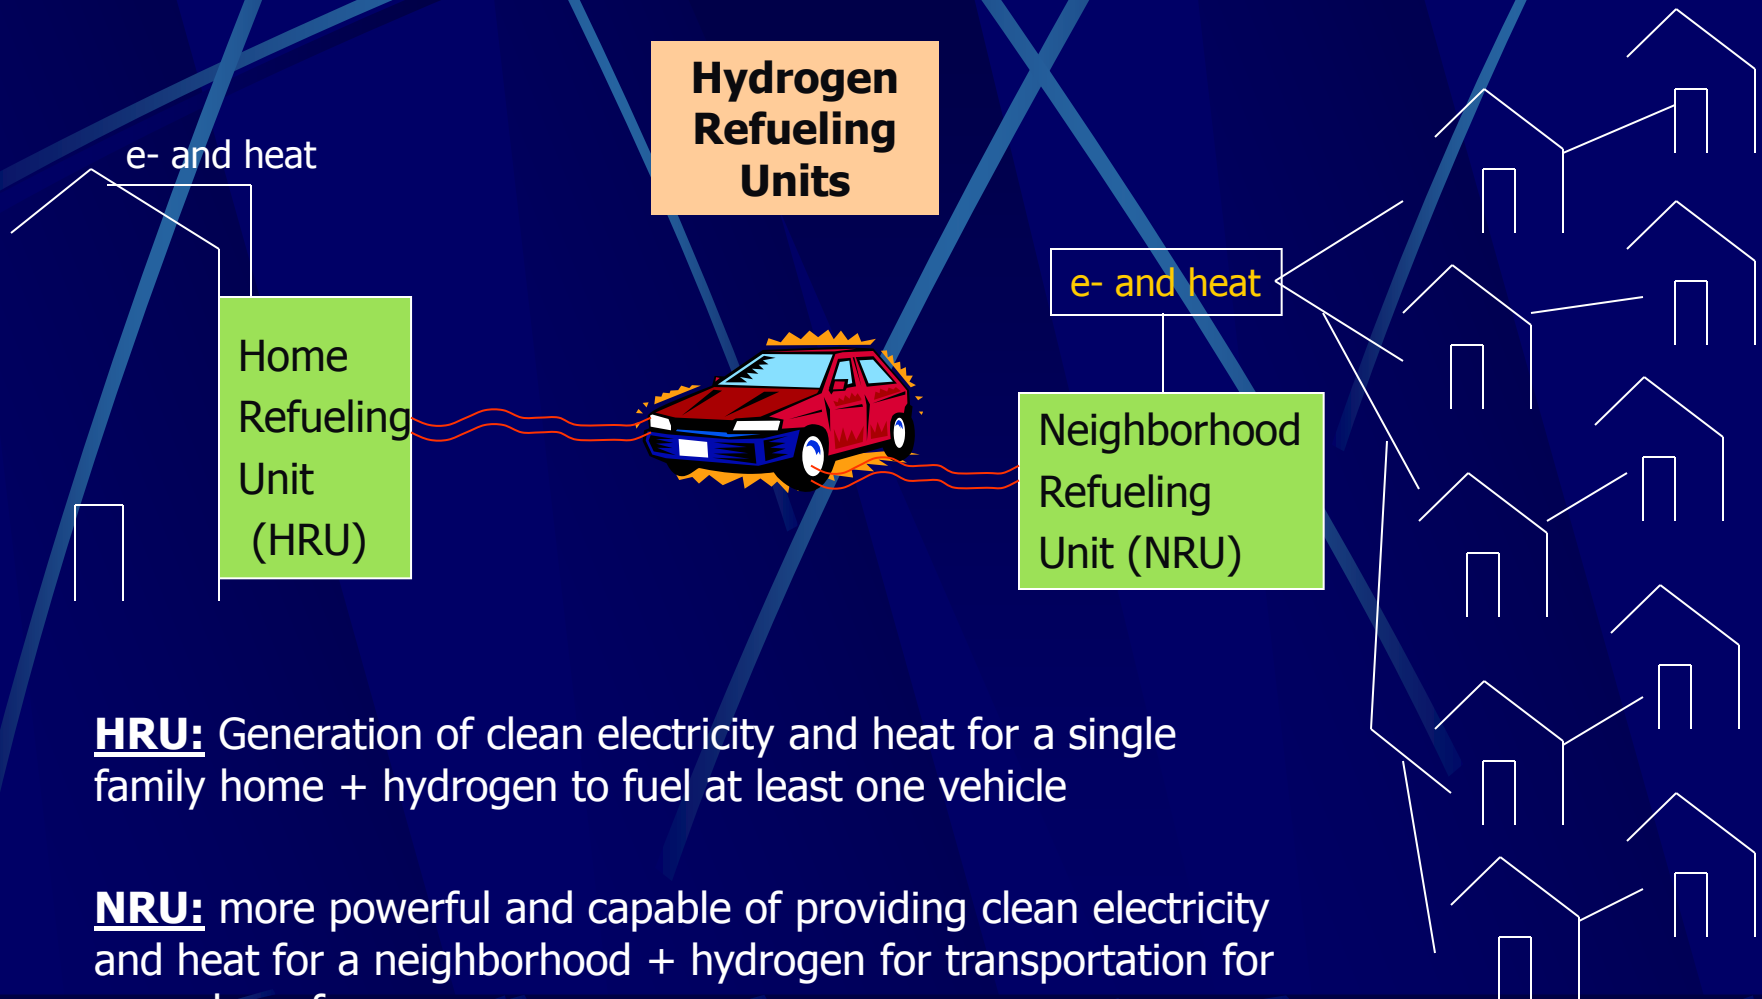 Hydrogen
Refueling
Units
e- and heat
e- and heat
Home
Refueling
Unit
(HRU)
Neighborhood
Refueling
Unit (NRU)
HRU: Generation of clean electricity and heat for a single
family home + hydrogen to fuel at least one vehicle
NRU: more powerful and capable of providing clean electricity
and heat for a neighborhood + hydrogen for transportation for